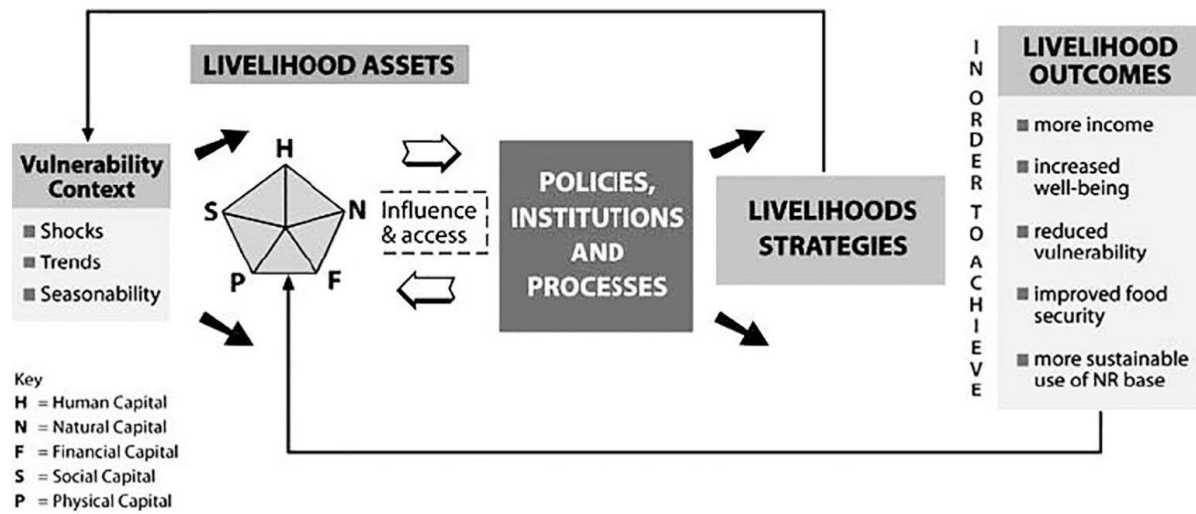 LIVELIHOOD ASSETS
Vulnerability
Context
Shocks
Trends
Seasonability
H
S
N
P
F
Influence
& access
POLICIES,
INSTITUTIONS
AND
PROCESSES
LIVELIHOODS
STRATEGIES
IN ORDER TO ACHIEVE
LIVELIHOOD
OUTCOMES
more income
increased
well-being
reduced
vulnerability
improved food
security
more sustainable
use of NR base
Key
H = Human Capital
N = Natural Capital
F = Financial Capital
S = Social Capital
P = Physical Capital